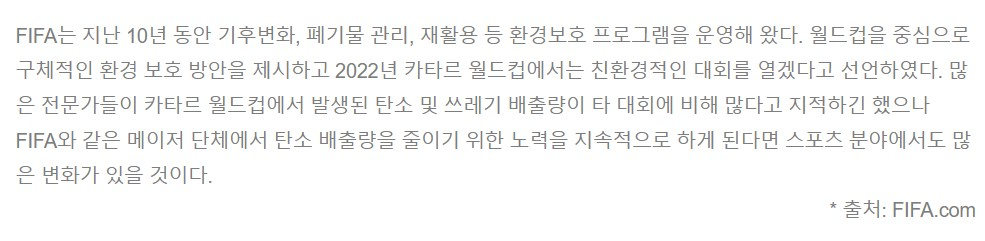 FIFA는 지난 10년 동안 기후변화, 폐기물 관리, 재활용 등 환경보호 프로그램을 운영해 왔다. 월드컵을 중심으로
구체적인 환경 보호 방안을 제시하고 2022년 카타르 월드컵에서는 친환경적인 대회를 열겠다고 선언하였다. 많
은 전문가들이 카타르 월드컵에서 발생된 탄소 및 쓰레기 배출량이 타 대회에 비해 많다고 지적하긴 했으나
FIFA와 같은 메이저 단체에서 탄소 배출량을 줄이기 위한 노력을 지속적으로 하게 된다면 스포츠 분야에서도 많
은 변화가 있을 것이다.
* 출처: FIFA.com